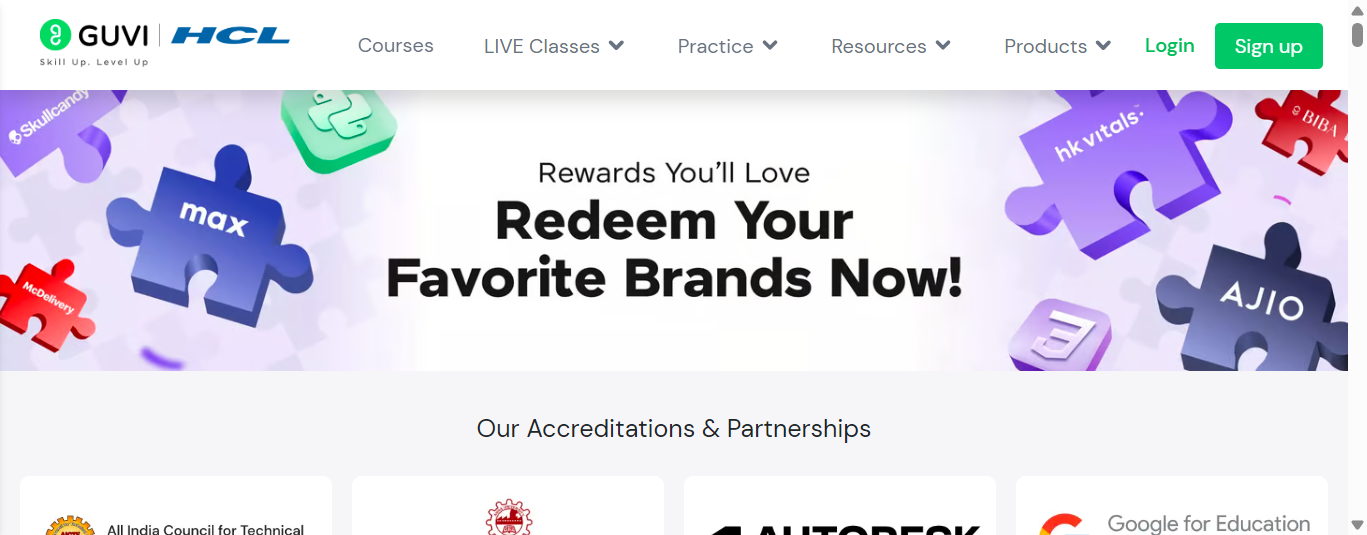 GUVI HCL
Skill Up. Level Up
Courses
LIVE Classes
Practice
Resources
Products
Login
Sign up
Skullcandy
max
McDelivery
Rewards You'll Love
Redeem Your
Favorite Brands Now!
hk vitals:
BIBA
AJIO
Our Accreditations & Partnerships
All India Council for Technical
AUTODESK
Google for Education